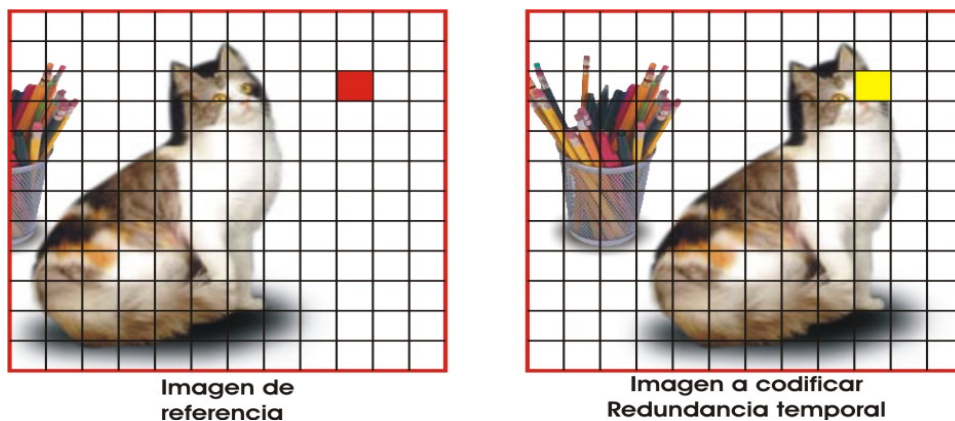 Imagen de
referencia
Imagen a codificar
Redundancia temporal